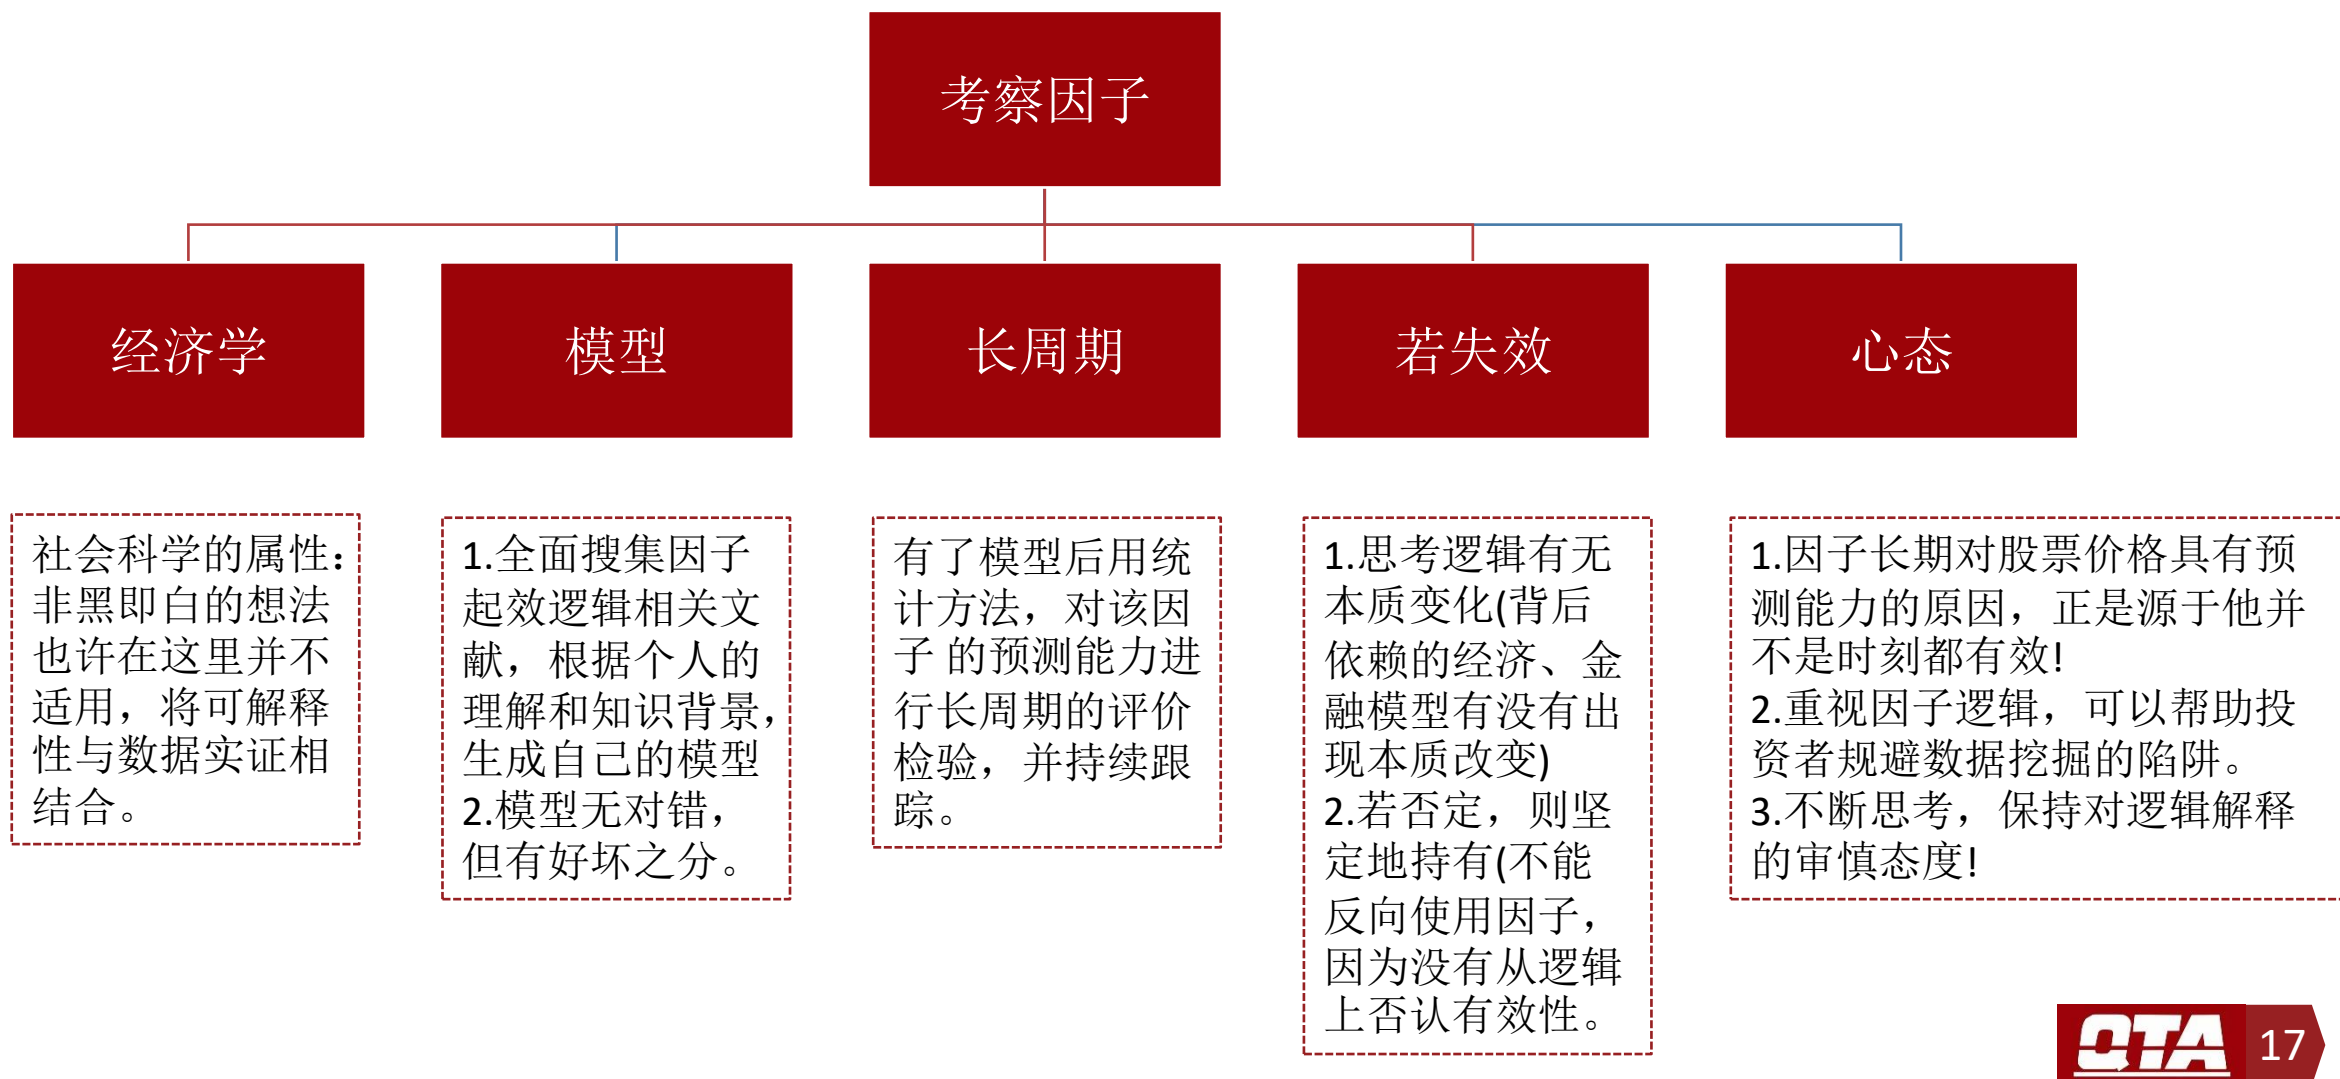 考察因子
经济学
模型
长周期
若失效
心态
社会科学的属性：
非黑即白的想法
也许在这里并不
适用，将可解释
性与数据实证相
结合。
1.全面搜集因子
起效逻辑相关文
献，根据个人的
理解和知识背景，
生成自己的模型
2.模型无对错，
但有好坏之分。
有了模型后用统
计方法，对该因
子 的预测能力进
行长周期的评价
检验，并持续跟
踪。
1.思考逻辑有无
本质变化(背后
依赖的经济、金
融模型有没有出
现本质改变)
2.若否定，则坚
定地持有(不能
反向使用因子，
因为没有从逻辑
上否认有效性。
1.因子长期对股票价格具有预
测能力的原因，正是源于他并
不是时刻都有效!
2.重视因子逻辑，可以帮助投
资者规避数据挖掘的陷阱。
3.不断思考，保持对逻辑解释
的审慎态度!
QTA
17